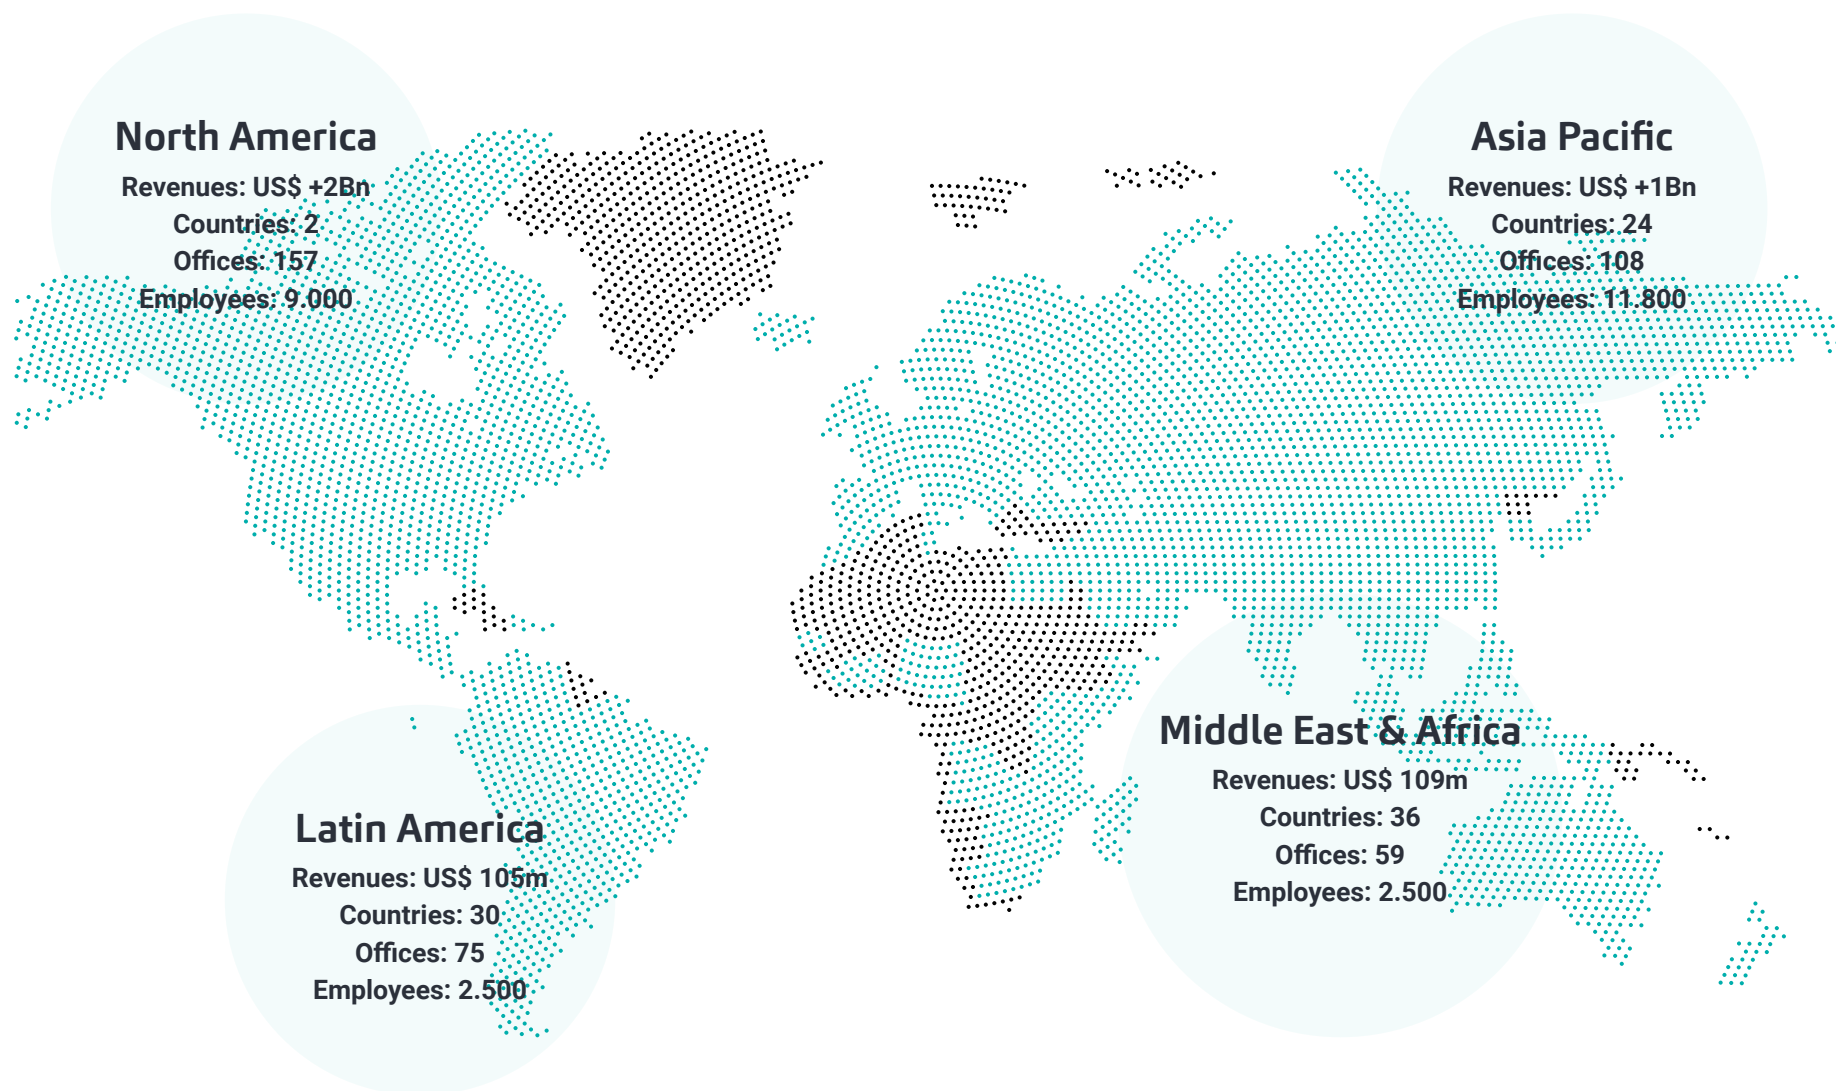 North America
Revenues: US$ +2Bn
Countries: 2
Offices: 157
Employees: 9.000
Asia Pacific
Revenues: US$ +1Bn
Countries: 24
Offices: 108
Employees: 11.800
Middle East & Africa
Revenues: US$ 109m
Countries: 36
Offices: 59
Employees: 2.500
Latin America
Revenues: US$ 105m
Countries: 30
Offices: 75
Employees: 2.500